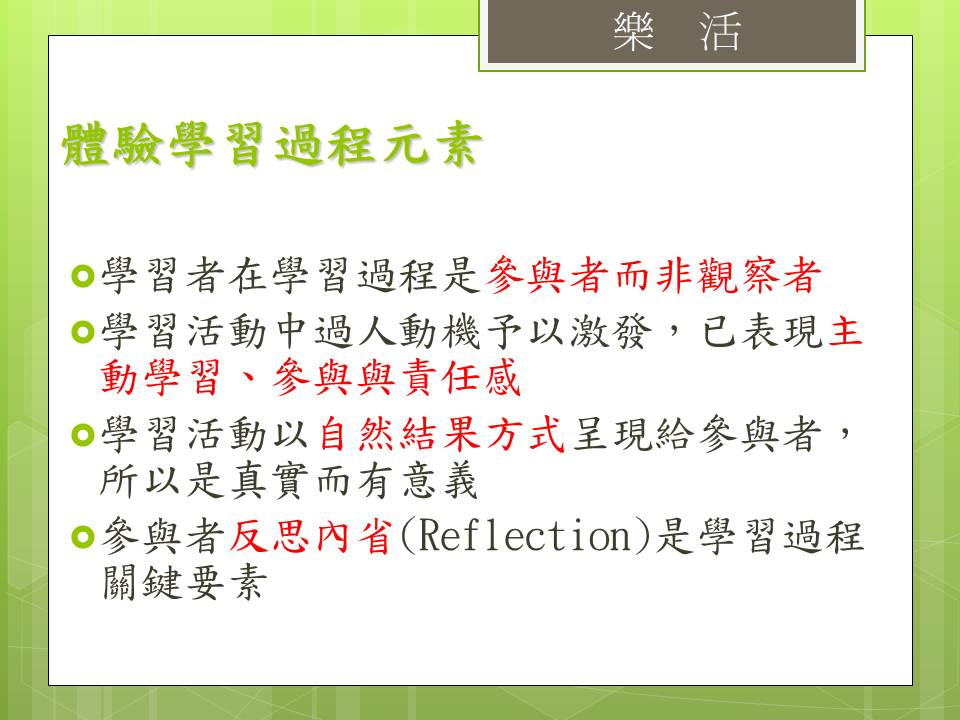 樂 活
體驗學習過程元素
學習者在學習過程是參與者而非觀察者
學習活動中過人動機予以激發，已表現主
動學習、參與與責任感
學習活動以自然結果方式呈現給參與者，
所以是真實而有意義
參與者反思內省(Reflection)是學習過程
關鍵要素